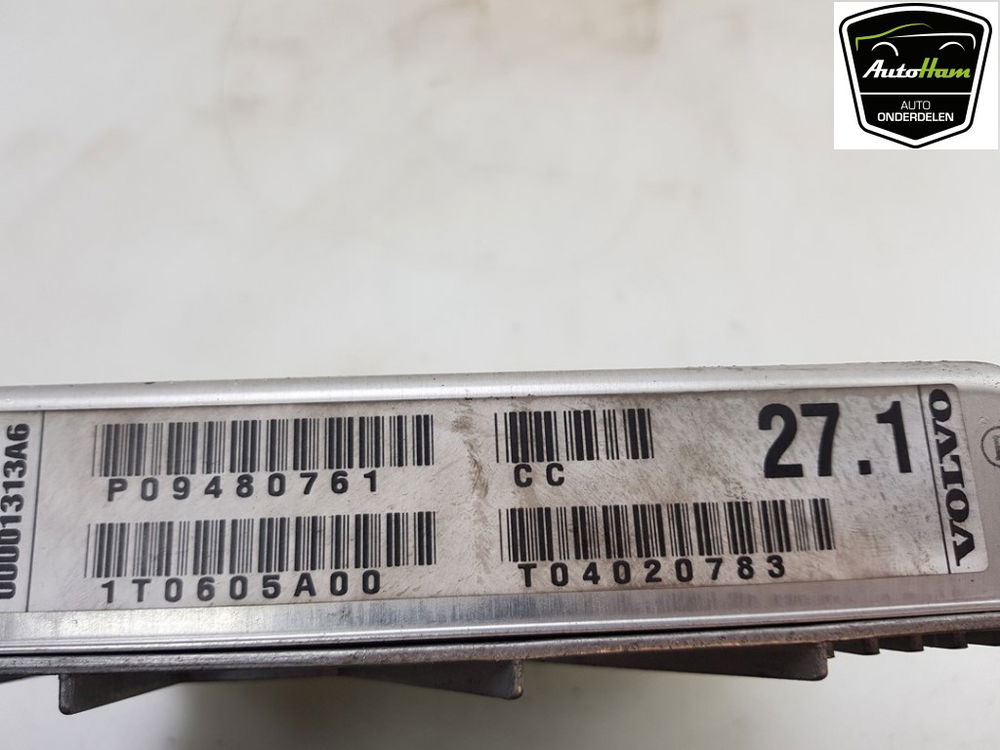 AutoHam
AUTO
ONDERDELEN
00001313A6
P09480761
CC
27.1
VOLVO
1T0605A00
T04020783